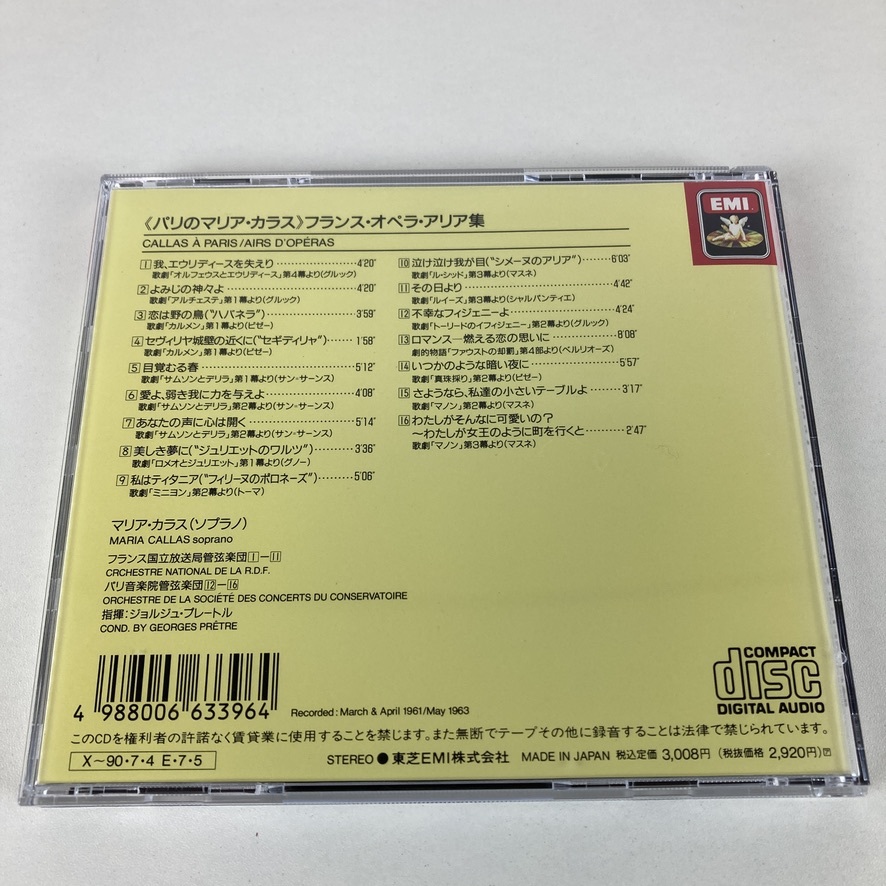 《パリのマリア・カラス》フランス・オペラ・アリア集
CALLAS À PARIS/AIRS D'OPÉRAS
EMI
1 我、エウリディースを失えり 4'20"
歌劇「オルフェウスとエウリディース」第4幕より(グルック)
2 よみじの神々よ 4'20"
歌劇「アルチェステ」第1幕より(グルック)
3 恋は野の鳥("ハバネラ") 3'59"
歌劇「カルメン」第1幕より(ビゼー)
4 セヴィリャ城壁の近くに("セギディリャ") 1'58"
歌劇「カルメン」第1幕より(ビゼー)
5 目覚むる春 5'12"
歌劇「サムソンとデリラ」第1幕より(サン=サーンス)
6 愛よ、弱き我に力を与えよ 4'08"
歌劇「サムソンとデリラ」第2幕より(サン=サーンス)
7 あなたの声に心は開く 5'14"
歌劇「サムソンとデリラ」第2幕より(サン=サーンス)
8 美しき夢に("ジュリエットのワルツ") 3'36"
歌劇「ロメオとジュリエット」第1幕より(グノー)
9 私はティタニア("フィリーヌのポロネーズ") 5'06"
歌劇「ミニヨン」第2幕より(トーマ)
10 泣け泣け我が目("シメーヌのアリア") 6'03"
歌劇「ル・シッド」第3幕より(マスネ)
11 その日より 4'42"
歌劇「ルイーズ」第3幕より(シャルパンティエ)
12 不幸なフィジェニーよ 4'24"
歌劇「トーリードのイフィジェニー」第2幕より(グルック)
13 ロマンス—燃える恋の思いに 8'08"
劇的物語「ファウストの却罰」第4部より(ベルリオーズ)
14 いつかのような暗い夜に 5'57"
歌劇「真珠採り」第2幕より(ビゼー)
15 さようなら、私達の小さいテーブルよ 3'17"
歌劇「マノン」第2幕より(マスネ)
16 わたしがそんなに可愛いの?
〜わたしが女王のように町を行くと 2'47"
歌劇「マノン」第3幕より(マスネ)
マリア・カラス(ソプラノ)
MARIA CALLAS soprano
フランス国立放送局管弦楽団 1—11
CRCHESTRE NATIONAL DE LA R.D.F.
パリ音楽院管弦楽団 12—16
ORCHESTRE DE LA SOCIÉTÉ DES CONCERTS DU CONSERVATOIRE
指揮:ジョルジュ・プレートル
COND. BY GEORGES PRÊTRE
COMPACT
disc
DIGITAL AUDIO
4 988006 633964
Recorded: March & April 1961/May 1963
このCDを権利者の許諾なく賃貸業に使用することを禁じます。また無断でテープその他に録音することは法律で禁じられています。
X〜90・7・4 E・7・5
STEREO ● 東芝EMI株式会社 MADE IN JAPAN 税込定価 3,008円 (税抜価格 2,920円)